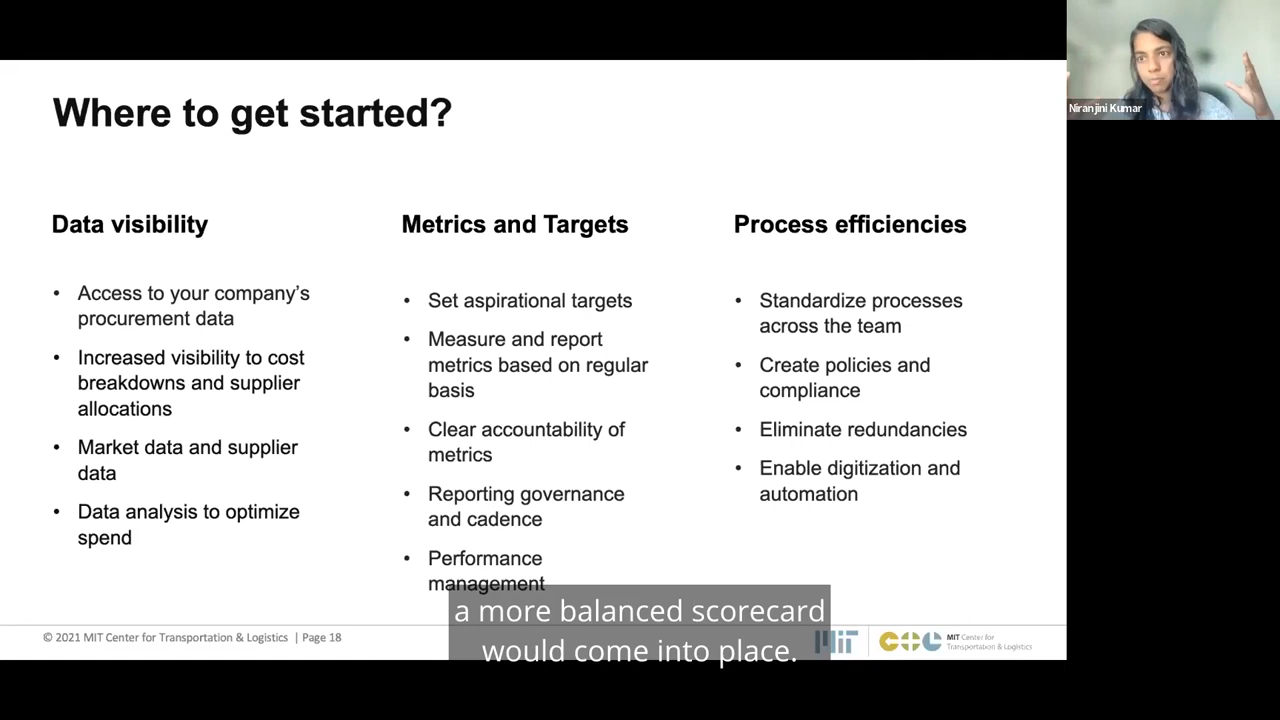 Where to get started?
Niranjini Kumar
Data visibility
Access to your company's
procurement data
Increased visibility to cost
breakdowns and supplier
allocations
Market data and supplier
data
Data analysis to optimize
spend
Metrics and Targets
Set aspirational targets
Measure and report
metrics based on regular
basis
Clear accountability of
metrics
Reporting governance
and cadence
Performance
management
Process efficiencies
Standardize processes
across the team
Create policies and
compliance
Eliminate redundancies
Enable digitization and
automation
a more balanced scorecard
would come into place.
© 2021 MIT Center for Transportation & Logistics | Page 18
MIT
CTL
MIT Center for
Transportation & Logistics